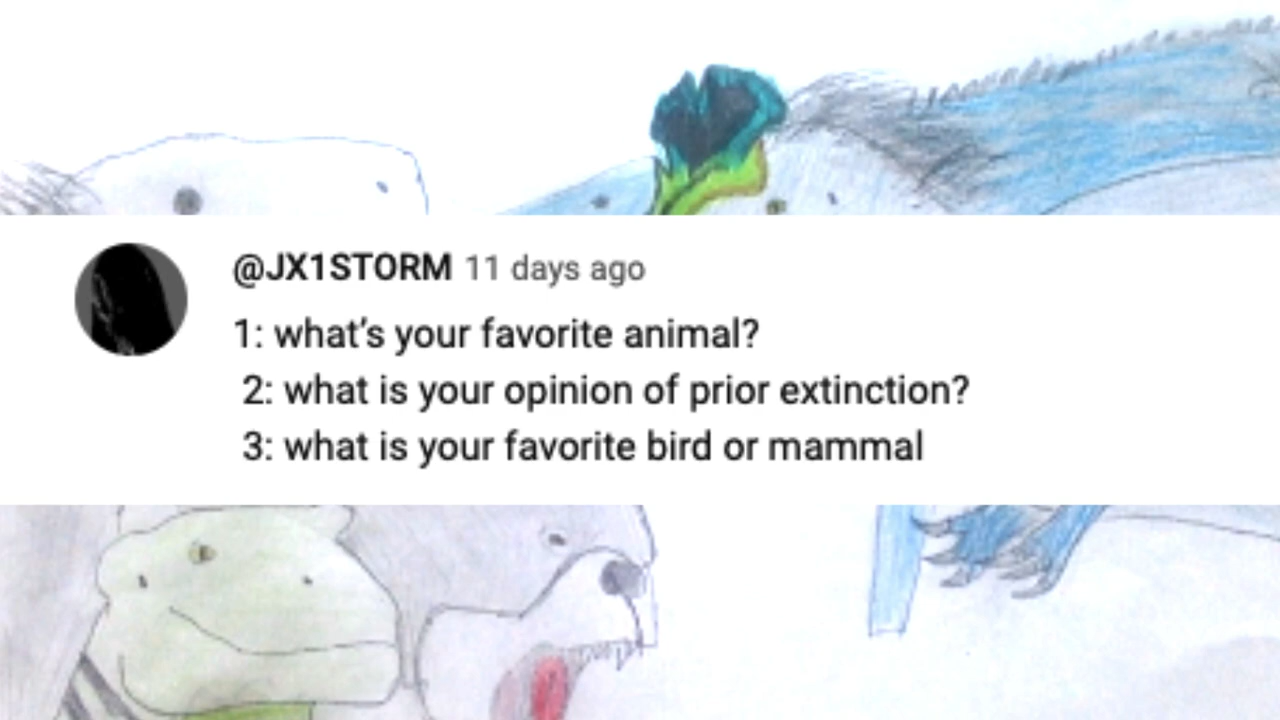 @JX1STORM 11 days ago
1: what's your favorite animal?
2: what is your opinion of prior extinction?
3: what is your favorite bird or mammal